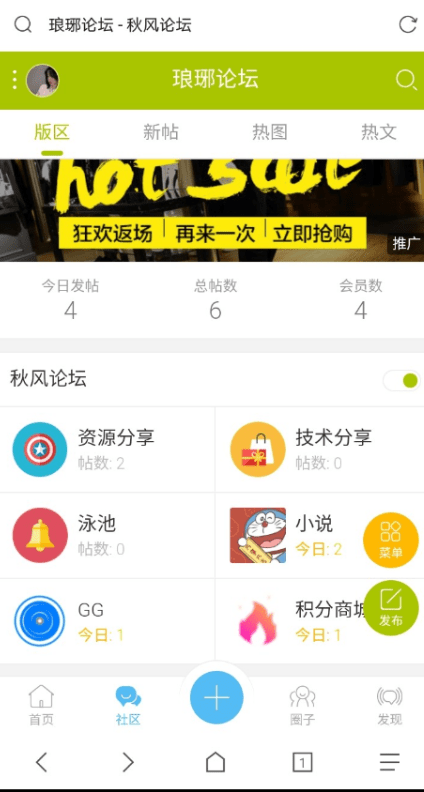 琅琊论坛 - 秋风论坛
琅琊论坛
版区 新帖 热图 热文
hot sale
狂欢返场 再来一次 立即抢购
推广
今日发帖 总帖数 会员数
4 6 4
秋风论坛
资源分享 技术分享
帖数: 2 帖数: 0
泳池 小说
帖数: 0 今日: 2
菜单
GG 积分商城
今日: 1 今日: 1
发布
首页 社区 圈子 发现
1